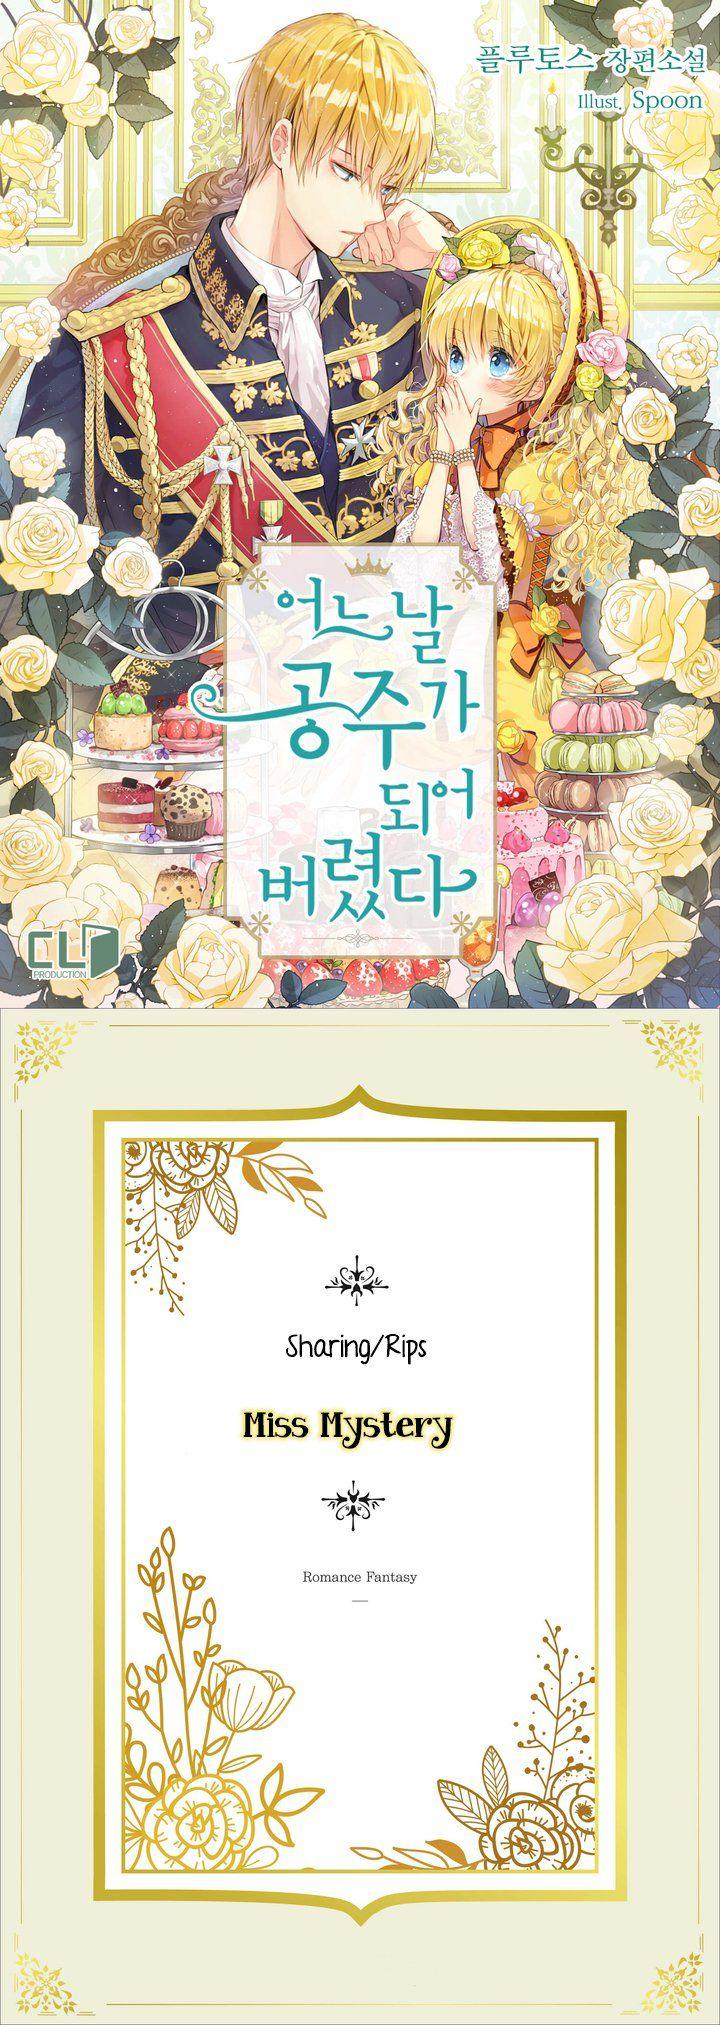 플루토스 장편소설
Illust. Spoon
어느 날
공주가
되어
버렸다
CL
PRODUCTION
Sharing/Rips
Miss Mystery
Romance Fantasy